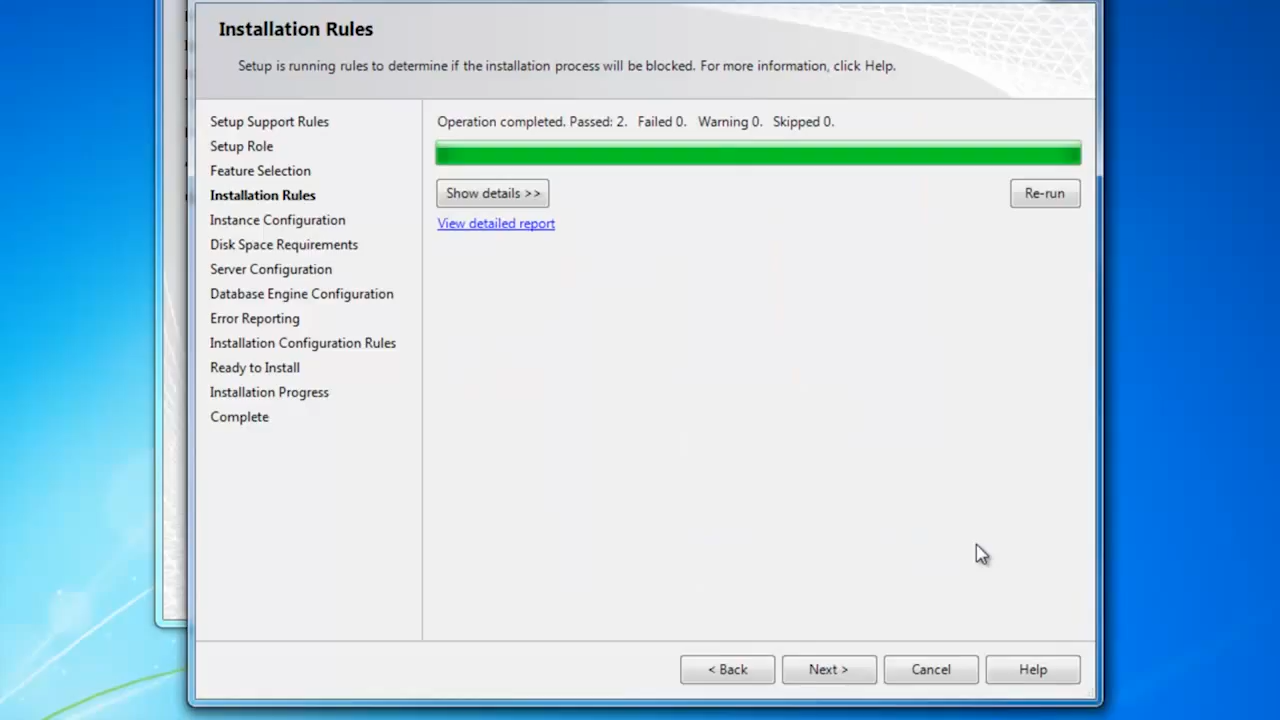 Installation Rules
Setup is running rules to determine if the installation process will be blocked. For more information, click Help.
Setup Support Rules
Setup Role
Feature Selection
Installation Rules
Instance Configuration
Disk Space Requirements
Server Configuration
Database Engine Configuration
Error Reporting
Installation Configuration Rules
Ready to Install
Installation Progress
Complete
Operation completed. Passed: 2.   Failed 0.   Warning 0.   Skipped 0.
Show details >>
Re-run
View detailed report
< Back
Next >
Cancel
Help